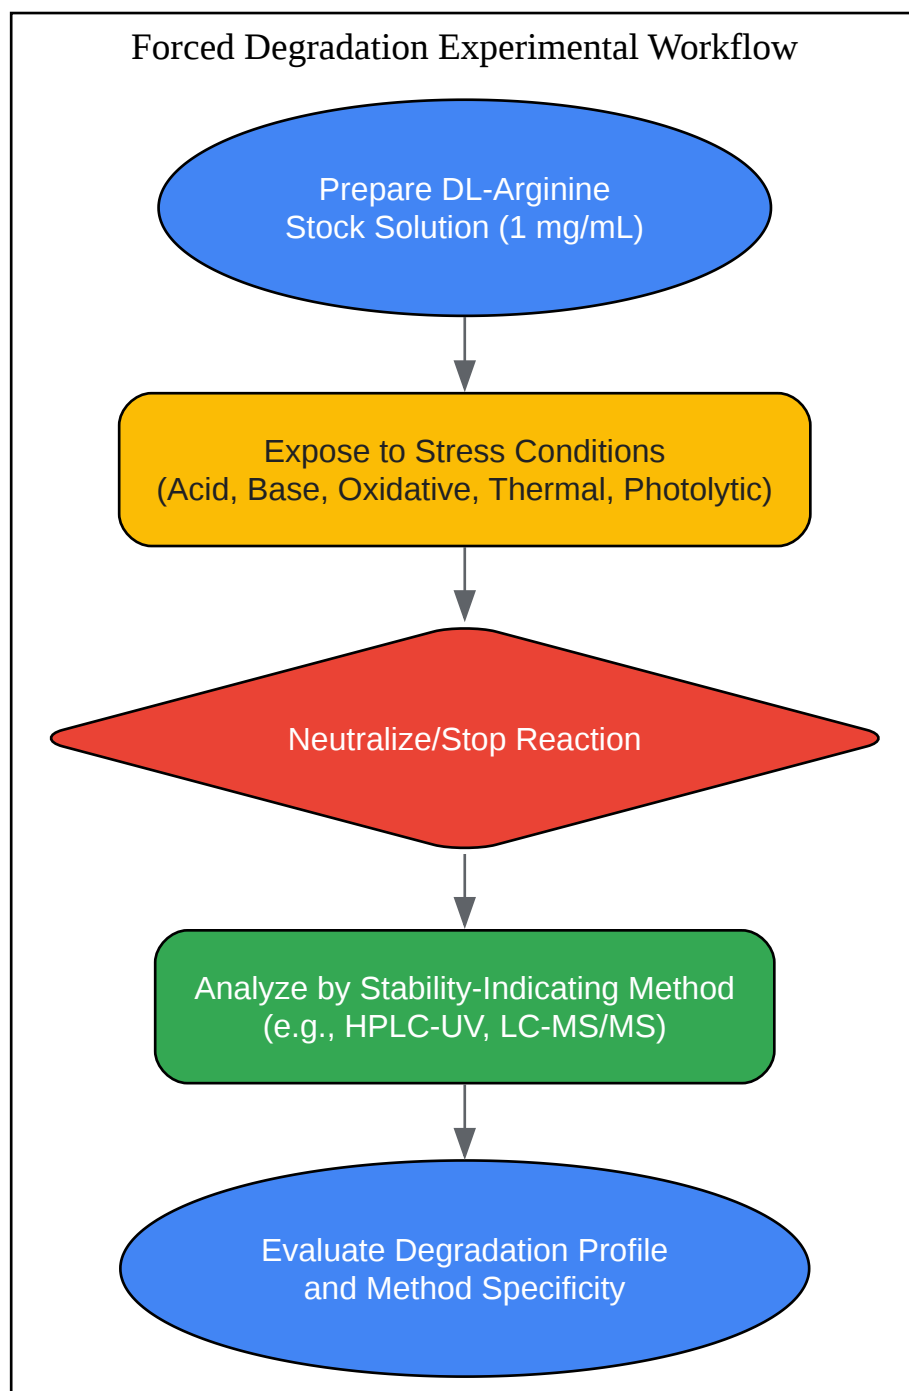 Forced Degradation Experimental Workflow
Prepare DL-Arginine
Stock Solution (1 mg/mL)
Expose to Stress Conditions
(Acid, Base, Oxidative, Thermal, Photolytic)
Neutralize/Stop Reaction
Analyze by Stability-Indicating Method
(e.g., HPLC-UV, LC-MS/MS)
Evaluate Degradation Profile
and Method Specificity